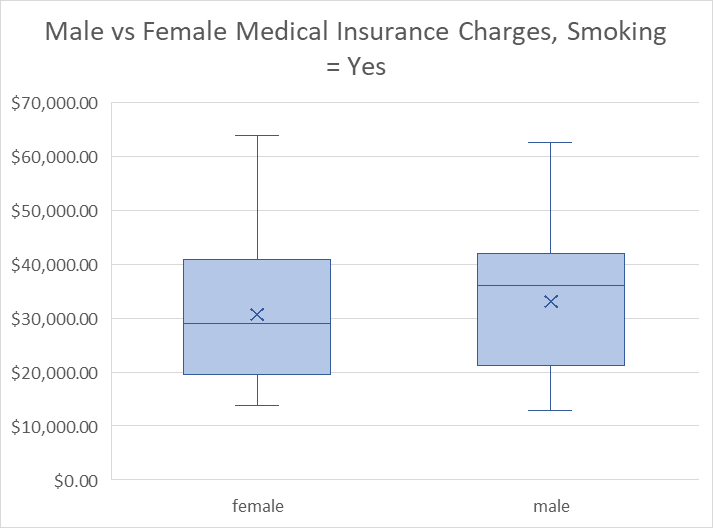 Male vs Female Medical Insurance Charges, Smoking
= Yes
$70,000.00
$60,000.00
$50,000.00
$40,000.00
$30,000.00
$20,000.00
$10,000.00
$0.00
female male